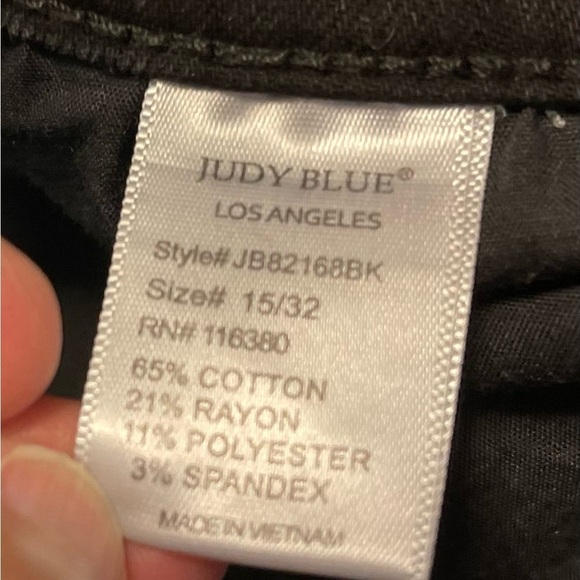 JUDY BLUE®
LOS ANGELES
Style# JB82168BK
Size# 15/32
RN# 116380
65% COTTON
21% RAYON
11% POLYESTER
3% SPANDEX
MADE IN VIETNAM